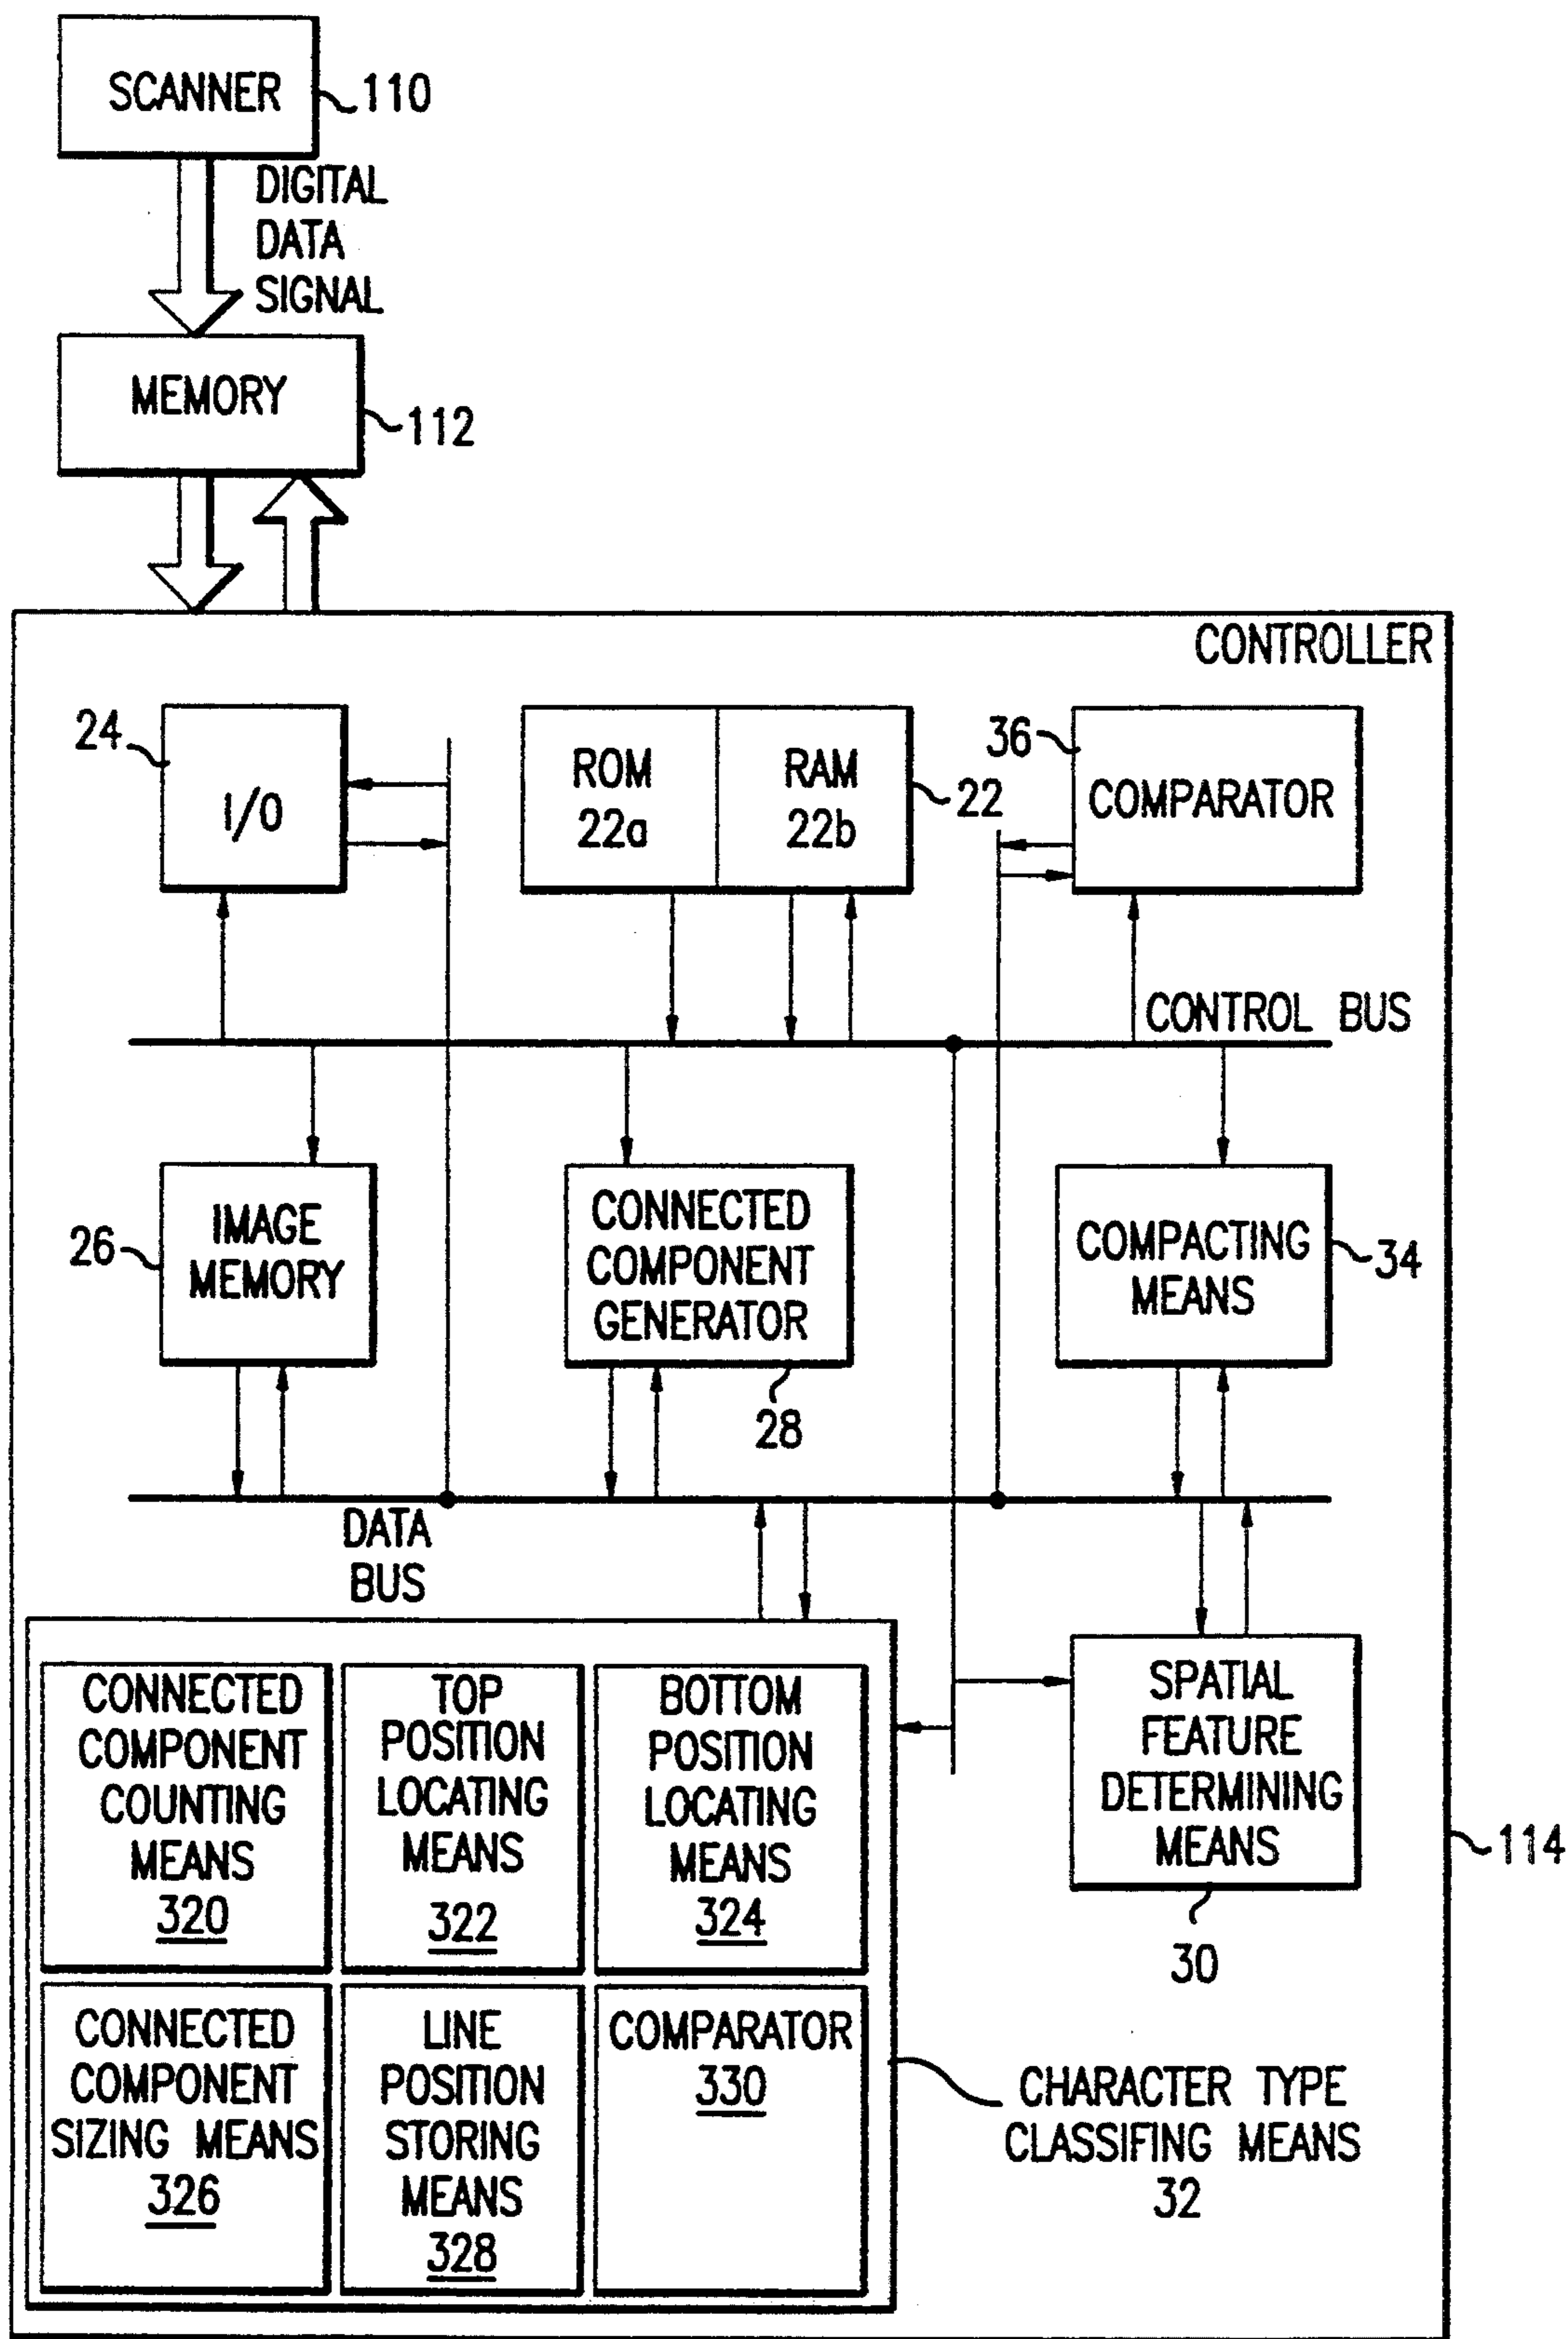 SCANNER
110
DIGITAL
DATA
SIGNAL
MEMORY
112
CONTROLLER
24
I/O
ROM
22a
RAM
22b
22
36
COMPARATOR
CONTROL BUS
26
IMAGE
MEMORY
CONNECTED
COMPONENT
GENERATOR
28
COMPACTING
MEANS
34
DATA
BUS
CONNECTED
COMPONENT
COUNTING
MEANS
320
TOP
POSITION
LOCATING
MEANS
322
BOTTOM
POSITION
LOCATING
MEANS
324
SPATIAL
FEATURE
DETERMINING
MEANS
30
114
CONNECTED
COMPONENT
SIZING MEANS
326
LINE
POSITION
STORING
MEANS
328
COMPARATOR
330
CHARACTER TYPE
CLASSIFING MEANS
32